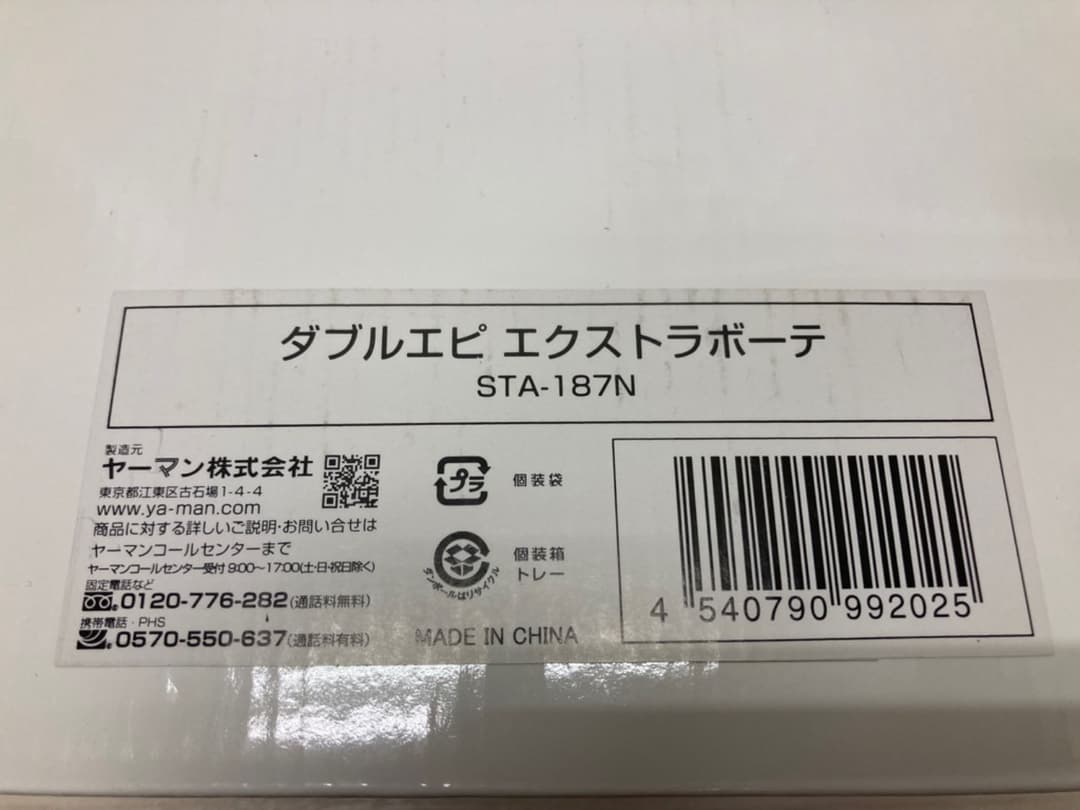 ダブルエピ エクストラボーテ
STA-187N
製造元
ヤーマン株式会社
東京都江東区古石場1-4-4
www.ya-man.com
商品に対する詳しいご説明・お問い合せは
ヤーマンコールセンターまで
ヤーマンコールセンター受付 9:00〜17:00(土・日・祝日除く)
固定電話など
0120-776-282(通話料無料)
携帯電話・PHS
0570-550-637(通話料有料)
プラ
個装袋
ダンボールはリサイクル
個装箱
トレー
MADE IN CHINA
4 540790 992025